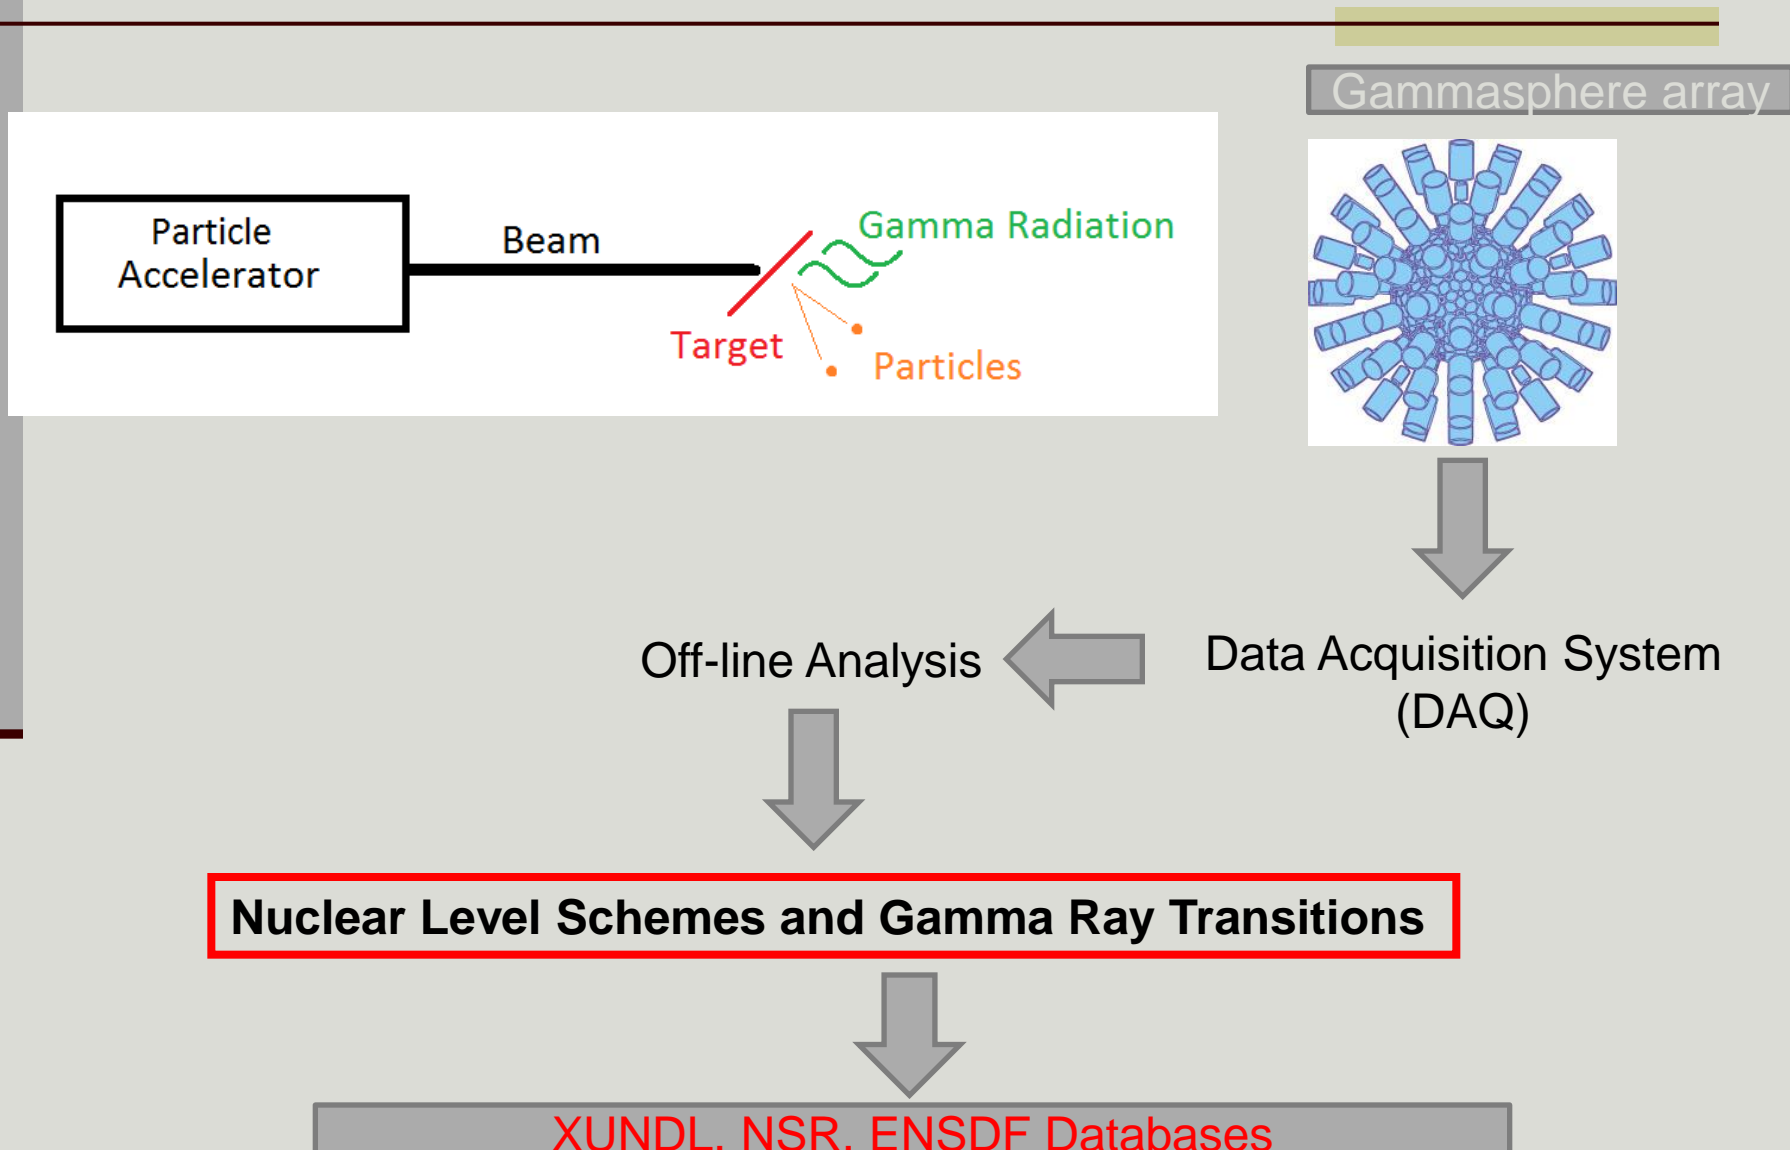 Gammasphere array
Particle
Accelerator
Beam
Gamma Radiation
Target
Particles
Off-line Analysis
Data Acquisition System
(DAQ)
Nuclear Level Schemes and Gamma Ray Transitions
XUNDL, NSR, ENSDF Databases